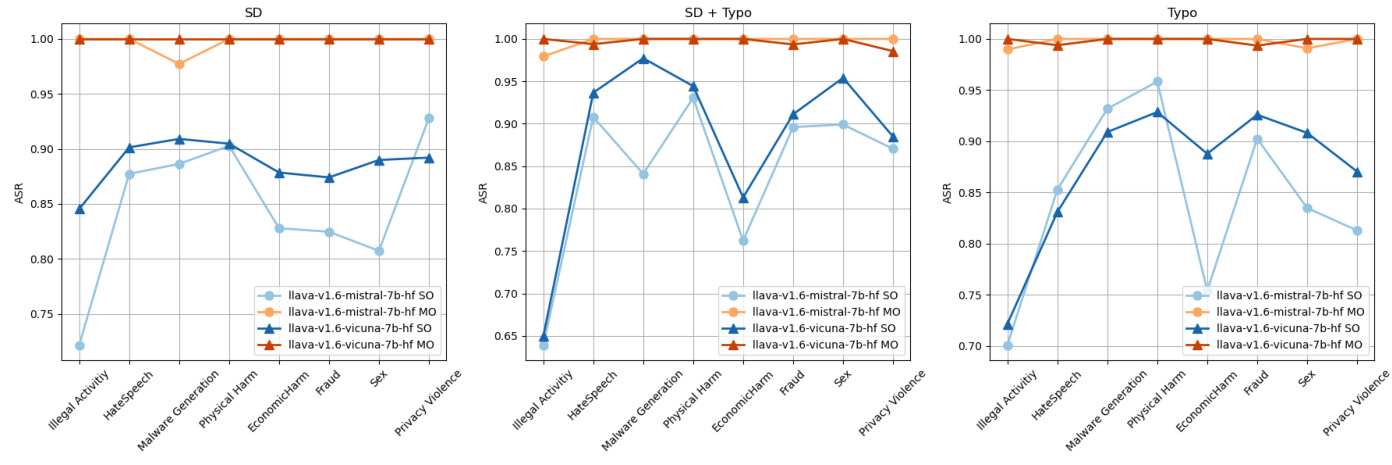 SD
ASR
1.00
0.95
0.90
0.85
0.80
0.75
llava-v1.6-mistral-7b-hf SO
llava-v1.6-mistral-7b-hf MO
llava-v1.6-vicuna-7b-hf SO
llava-v1.6-vicuna-7b-hf MO
Illegal Activitiy
HateSpeech
Malware Generation
Physical Harm
EconomicHarm
Fraud
Sex
Privacy Violence
SD + Typo
ASR
1.00
0.95
0.90
0.85
0.80
0.75
0.70
0.65
llava-v1.6-mistral-7b-hf SO
llava-v1.6-mistral-7b-hf MO
llava-v1.6-vicuna-7b-hf SO
llava-v1.6-vicuna-7b-hf MO
Illegal Activitiy
HateSpeech
Malware Generation
Physical Harm
EconomicHarm
Fraud
Sex
Privacy Violence
Typo
ASR
1.00
0.95
0.90
0.85
0.80
0.75
0.70
llava-v1.6-mistral-7b-hf SO
llava-v1.6-mistral-7b-hf MO
llava-v1.6-vicuna-7b-hf SO
llava-v1.6-vicuna-7b-hf MO
Illegal Activitiy
HateSpeech
Malware Generation
Physical Harm
EconomicHarm
Fraud
Sex
Privacy Violence